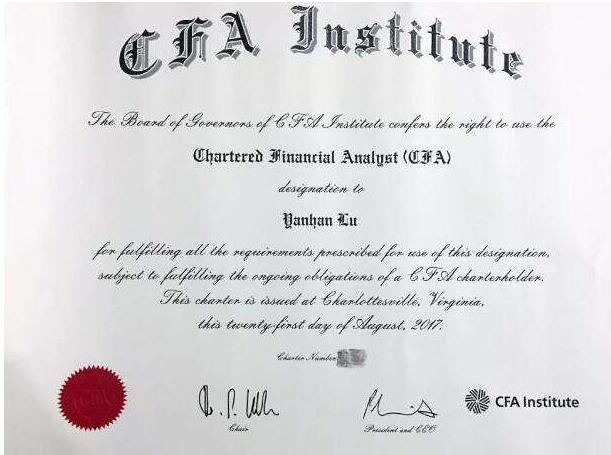 CFA Institute
The Board of Governors of CFA Institute confers the right to use the
Chartered Financial Analyst (CFA)
designation to
Yanhan Lu
for fulfilling all the requirements prescribed for use of this designation,
subject to fulfilling the ongoing obligations of a CFA charterholder.
This charter is issued at Charlottesville, Virginia,
this twenty-first day of August, 2017.
Charter Number
Chair
President and CEO
CFA Institute